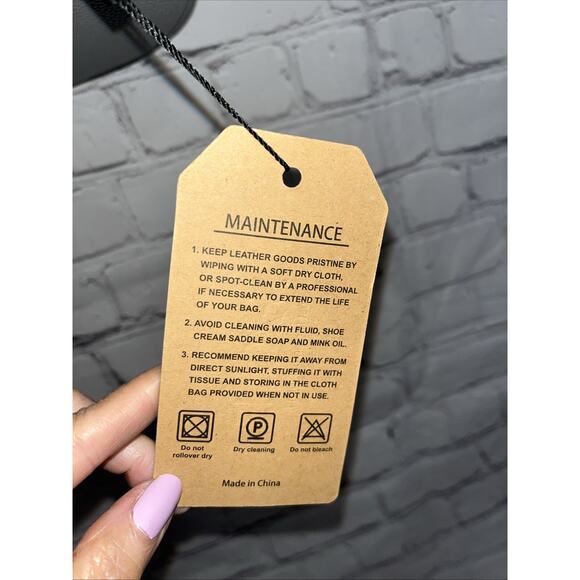 MAINTENANCE
1. KEEP LEATHER GOODS PRISTINE BY
WIPING WITH A SOFT DRY CLOTH,
OR SPOT-CLEAN BY A PROFESSIONAL
IF NECESSARY TO EXTEND THE LIFE
OF YOUR BAG.
2. AVOID CLEANING WITH FLUID, SHOE
CREAM SADDLE SOAP AND MINK OIL.
3. RECOMMEND KEEPING IT AWAY FROM
DIRECT SUNLIGHT, STUFFING IT WITH
TISSUE AND STORING IN THE CLOTH
BAG PROVIDED WHEN NOT IN USE.
P
Do not
rollover dry
Dry cleaning
Do not bleach
Made in China